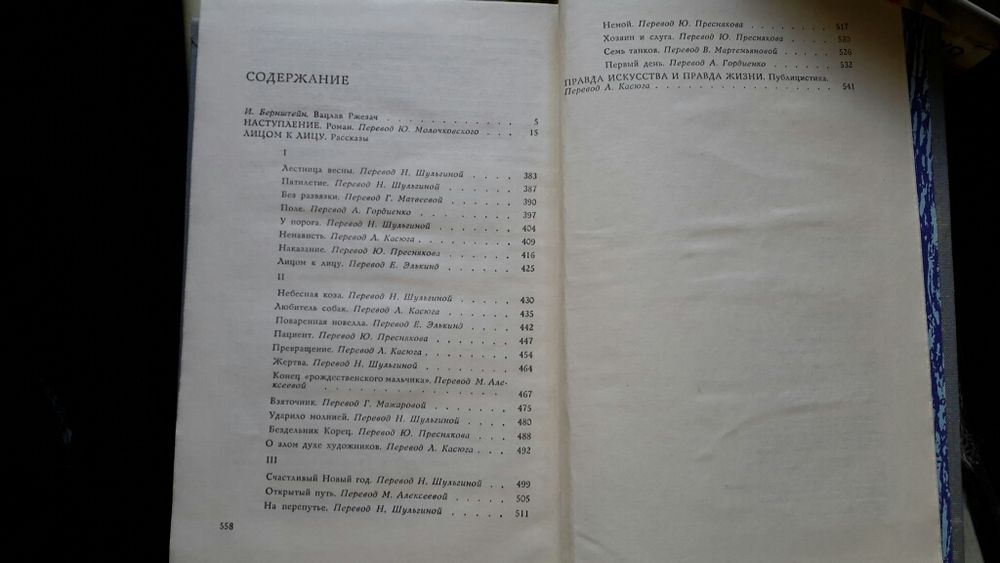 СОДЕРЖАНИЕ
И. Бернштейн. Вацлав Ржезач . . . . . . . . . . . . 5
НАСТУПЛЕНИЕ. Роман. Перевод Ю. Молочковского . . . . 15
ЛИЦОМ К ЛИЦУ. Рассказы
I
Лестница весны. Перевод Н. Шульгиной . . . . 383
Пятилетие. Перевод Н. Шульгиной . . . . . . 387
Без развязки. Перевод Г. Матвеевой . . . . . 390
Поле. Перевод А. Гордиенко . . . . . . . . 397
У порога. Перевод Н. Шульгиной . . . . . . 404
Ненависть. Перевод Л. Касюга . . . . . . . 409
Наказание. Перевод Ю. Преснякова . . . . . 416
Лицом к лицу. Перевод Е. Элькинд . . . . . 425
II
Небесная коза. Перевод Н. Шульгиной . . . . 430
Любитель собак. Перевод Л. Касюга . . . . . 435
Поваренная новелла. Перевод Е. Элькинд . . . 442
Пациент. Перевод Ю. Преснякова . . . . . . 447
Превращение. Перевод Л. Касюга . . . . . . 454
Жертва. Перевод Н. Шульгиной . . . . . . . 464
Конец «рождественского мальчика». Перевод М. Але-
ксеевой . . . . . . . . . . . . . . 467
Взяточник. Перевод Г. Мажаровой . . . . . . 475
Ударило молнией. Перевод Н. Шульгиной . . . 480
Бездельник Корец. Перевод Ю. Преснякова . . . 488
О злом духе художников. Перевод Л. Касюга . . . 492
III
Счастливый Новый год. Перевод Н. Шульгиной . . 499
Открытый путь. Перевод М. Алексеевой . . . . 505
На перепутье. Перевод Н. Шульгиной . . . . . 511
558
Немой. Перевод Ю. Преснякова . . . . . . . 517
Хозяин и слуга. Перевод Ю. Преснякова . . . .
Семь танков. Перевод В. Мартемьяновой . . . . 526
Первый день. Перевод А. Гордиенко . . . . . 532
ПРАВДА ИСКУССТВА И ПРАВДА ЖИЗНИ. Публицистика.
Перевод Л. Касюга . . . . . . . . . . . . . . 541